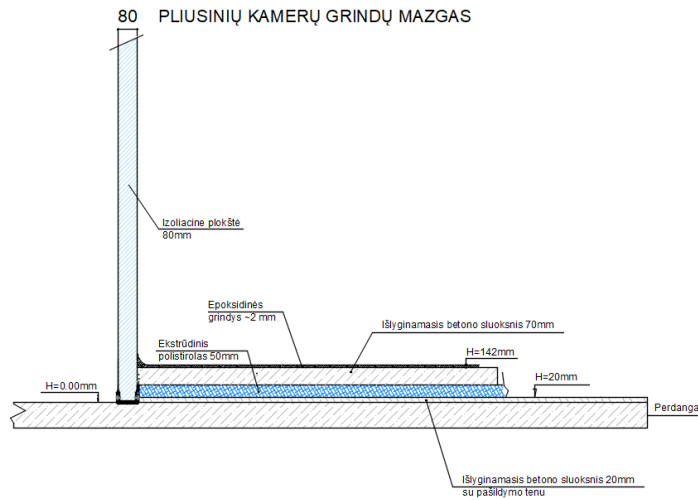 80 PLIUSINIŲ KAMERŲ GRINDŲ MAZGAS
Izoliacine plokštė
80mm
Epoksidinės
grindys ~2 mm
Išlyginamasis betono sluoksnis 70mm
Ekstrūdinis
polistirolas 50mm
H=142mm
H=0.00mm
H=20mm
Perdanga
Išlyginamasis betono sluoksnis 20mm
su pašildymo tenu